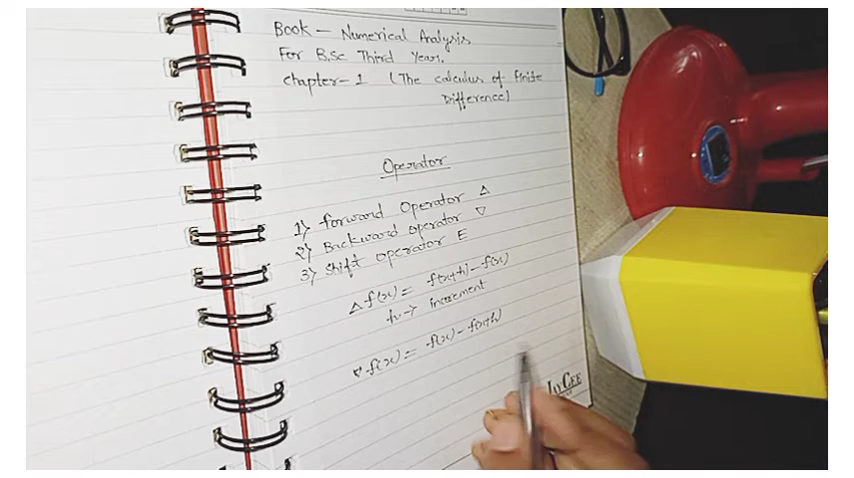 Book - Numerical Analysis
For B.Sc Third Year.
Chapter-1 (The calculus of Finite
Difference)
Operator
1) forward Operator Δ
2) Backward operator ∇
3) Shift operator E
Δ f(x) = f(x+h) - f(x)
h → increment
∇ f(x) = f(x) - f(x+h)
JAYCEE